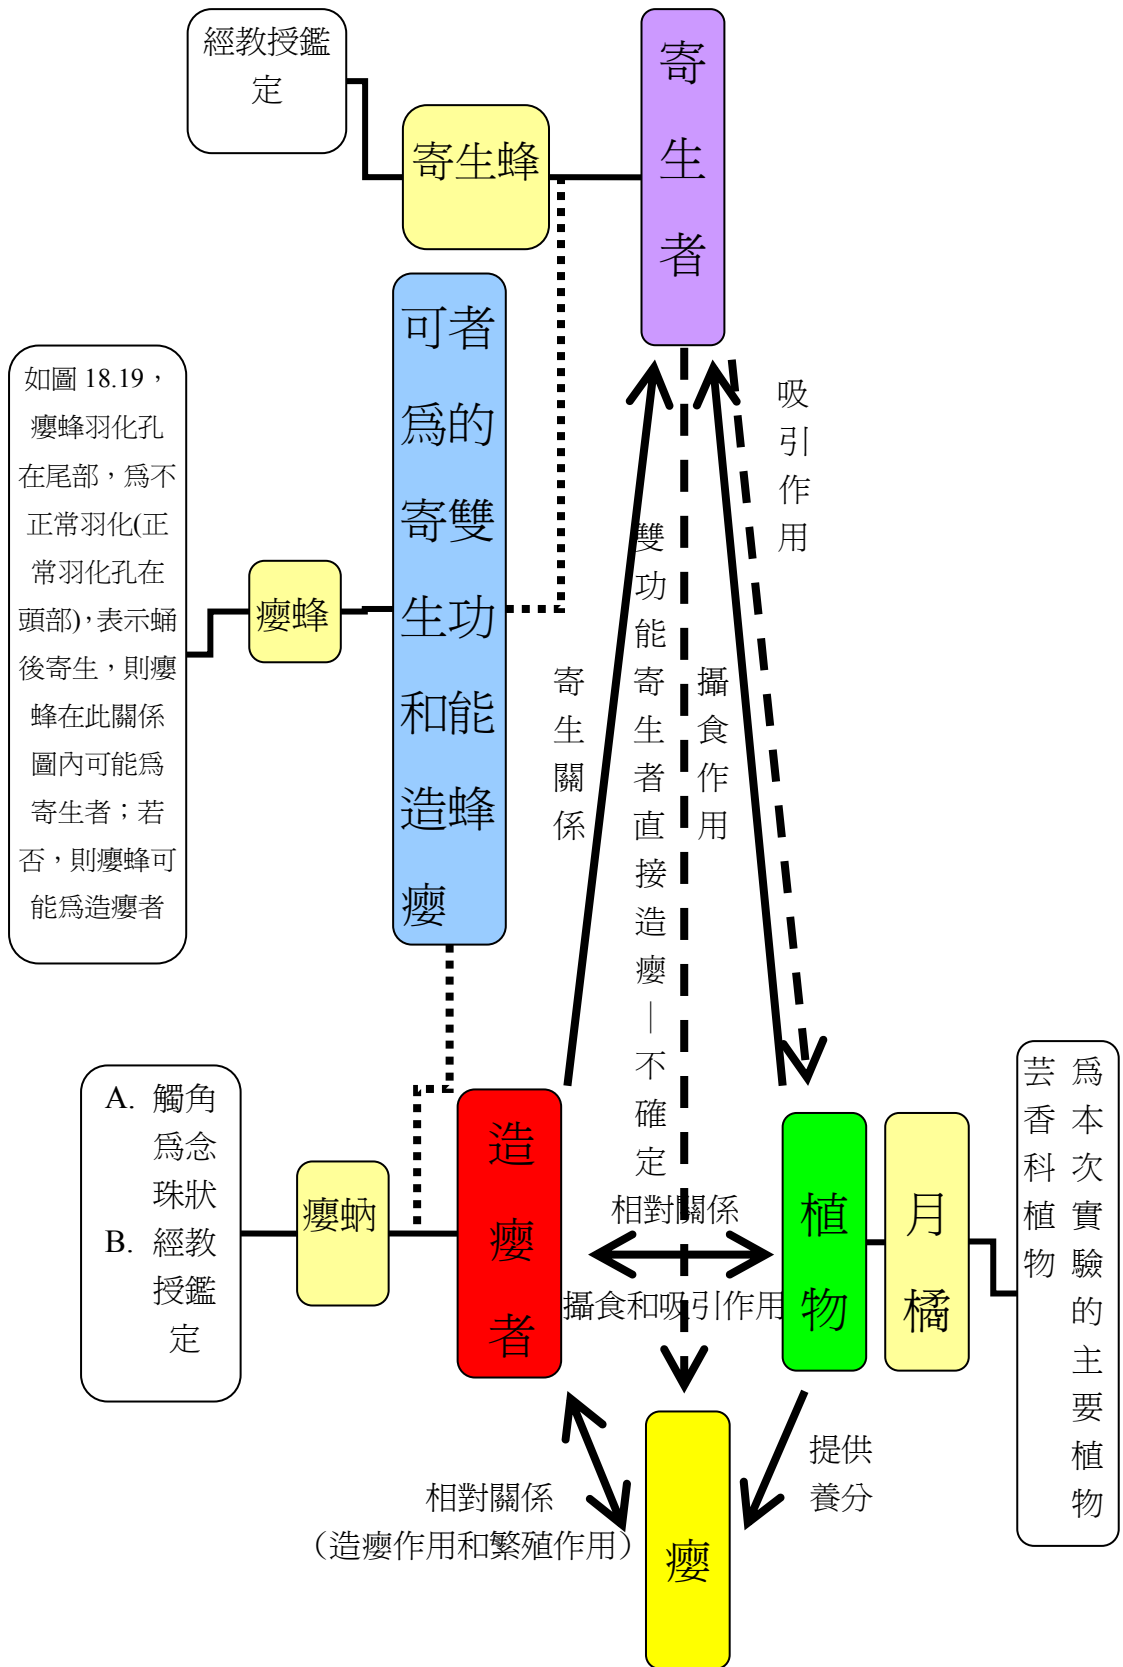 經教授鑑
定
寄生蜂
寄生者
可為寄生和造癭
者的雙功能蜂
如圖 18.19，
癭蜂羽化孔
在尾部，為不
正常羽化(正
常羽化孔在
頭部)，表示蛹
後寄生，則癭
蜂在此關係
圖內可能為
寄生者；若
否，則癭蜂可
能為造癭者
癭蜂
吸引作用
攝食作用
雙功能寄生者直接造癭—不確定
寄生關係
A. 觸角
為念
珠狀
B. 經教
授鑑
定
癭蚋
造癭者
相對關係
攝食和吸引作用
植物
月橘
為本次實驗的主要植物
芸香科植物
相對關係
（造癭作用和繁殖作用）
提供
養分
癭